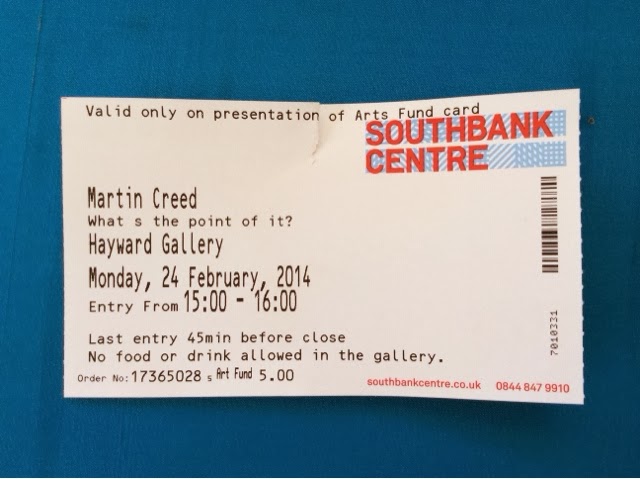 Valid only on presentation of Arts Fund card
SOUTHBANK
CENTRE
Martin Creed
What s the point of it?
Hayward Gallery
Monday, 24 February, 2014
Entry From 15:00 - 16:00
Last entry 45min before close
No food or drink allowed in the gallery.
Order No: 17365028 s Art Fund 5.00
southbankcentre.co.uk 0844 847 9910
7010331